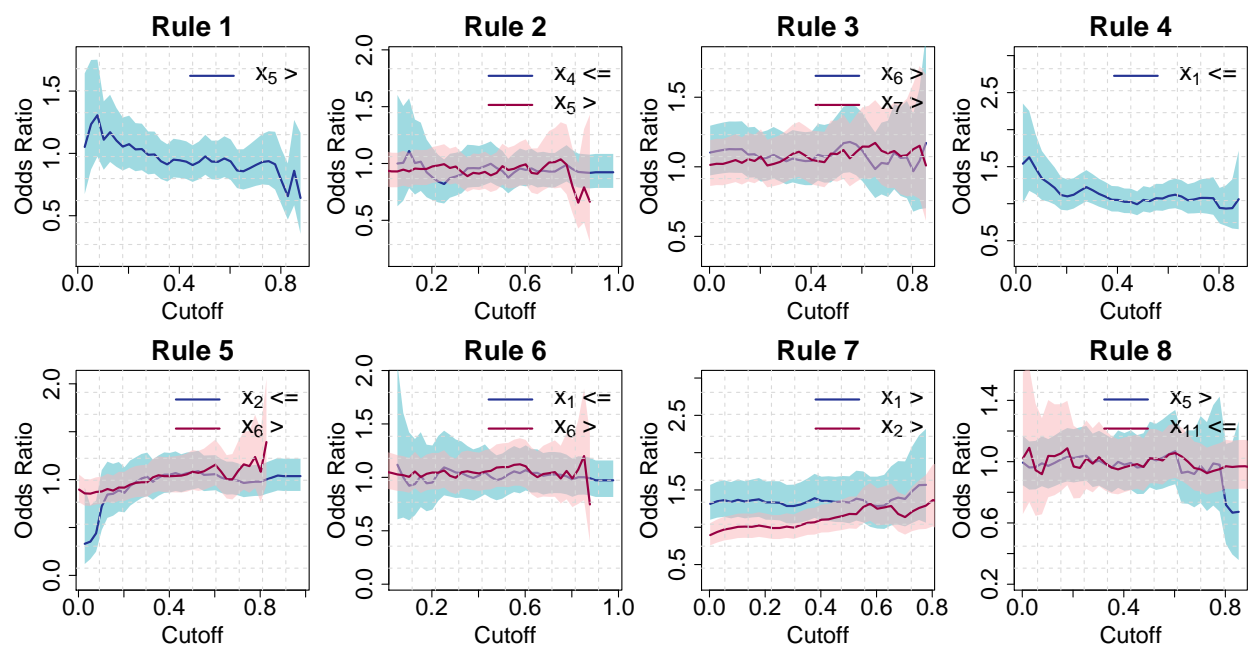 Rule 1
Odds Ratio
0.5 1.0 1.5
x5 >
0.0 0.4 0.8
Cutoff
Rule 2
Odds Ratio
0.5 1.0 1.5 2.0
x4 <=
x5 >
0.2 0.6 1.0
Cutoff
Rule 3
Odds Ratio
0.5 1.0 1.5
x6 >
x7 >
0.0 0.2 0.4 0.6 0.8
Cutoff
Rule 4
Odds Ratio
0.5 1.5 2.5
x1 <=
0.0 0.4 0.8
Cutoff
Rule 5
Odds Ratio
0.0 1.0 2.0
x2 <=
x6 >
0.0 0.4 0.8
Cutoff
Rule 6
Odds Ratio
0.0 0.5 1.0 1.5 2.0
x1 <=
x6 >
0.2 0.6 1.0
Cutoff
Rule 7
Odds Ratio
0.5 1.5 2.5
x1 >
x2 >
0.0 0.2 0.4 0.6 0.8
Cutoff
Rule 8
Odds Ratio
0.2 0.6 1.0 1.4
x5 >
x11 <=
0.0 0.4 0.8
Cutoff